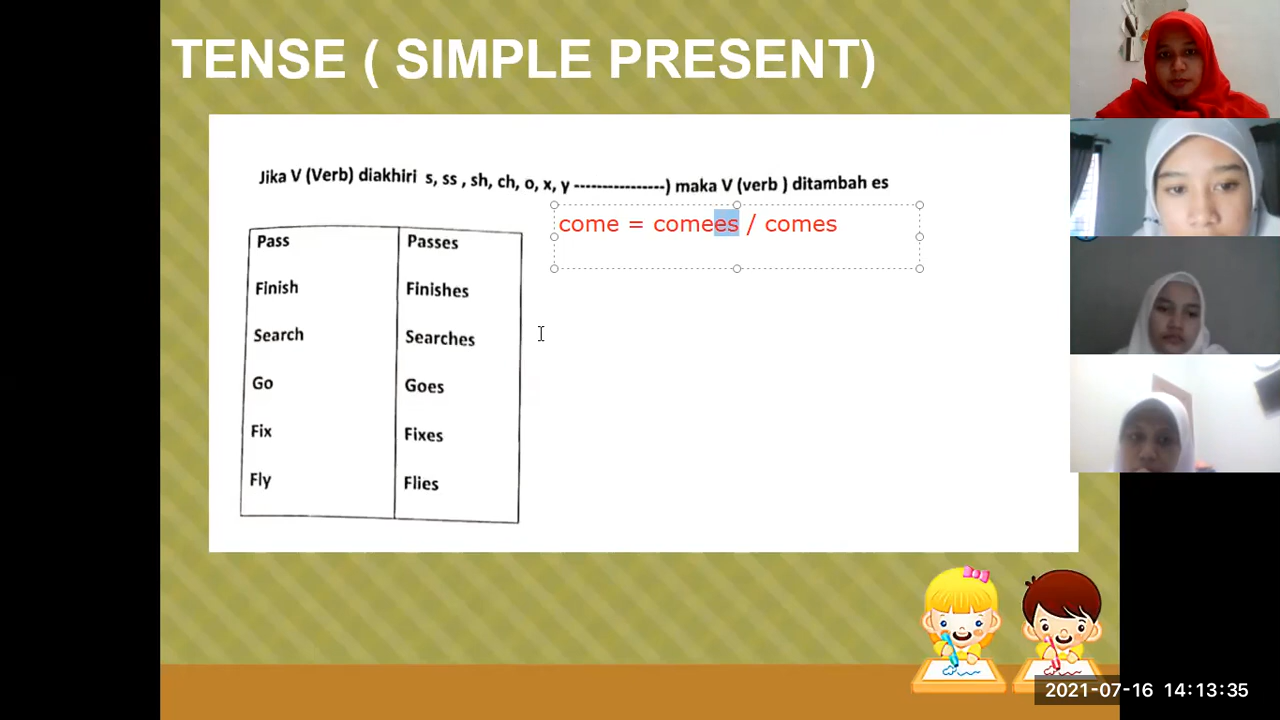 TENSE ( SIMPLE PRESENT)
Jika V (Verb) diakhiri s, ss , sh, ch, o, x, y ----------------) maka V (verb ) ditambah es
come = comees / comes
Pass Passes
Finish Finishes
Search Searches
Go Goes
Fix Fixes
Fly Flies
2021-07-16 14:13:35